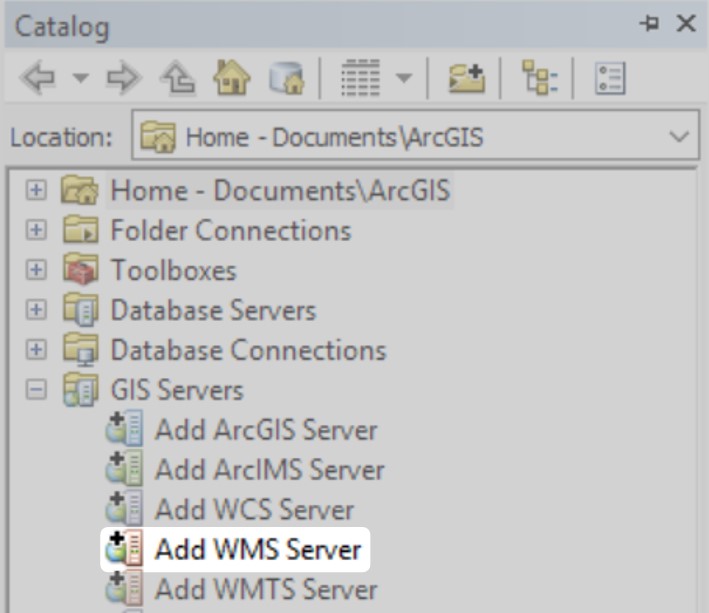 Catalog
Location: Home - Documents\ArcGIS
Home - Documents\ArcGIS
Folder Connections
Toolboxes
Database Servers
Database Connections
GIS Servers
Add ArcGIS Server
Add ArcIMS Server
Add WCS Server
Add WMS Server
Add WMTS Server